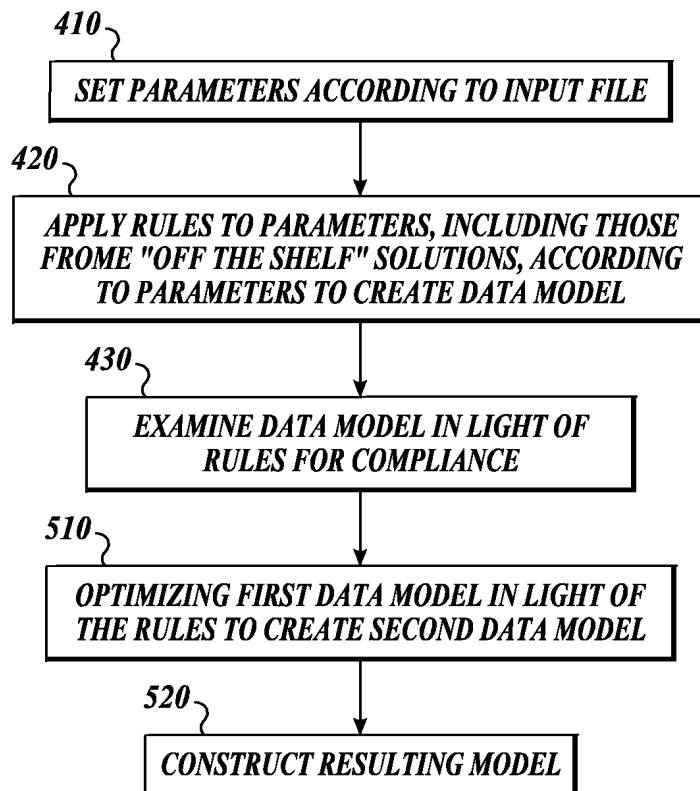 410
SET PARAMETERS ACCORDING TO INPUT FILE
420
APPLY RULES TO PARAMETERS, INCLUDING THOSE
FROME "OFF THE SHELF" SOLUTIONS, ACCORDING
TO PARAMETERS TO CREATE DATA MODEL
430
EXAMINE DATA MODEL IN LIGHT OF
RULES FOR COMPLIANCE
510
OPTIMIZING FIRST DATA MODEL IN LIGHT OF
THE RULES TO CREATE SECOND DATA MODEL
520
CONSTRUCT RESULTING MODEL